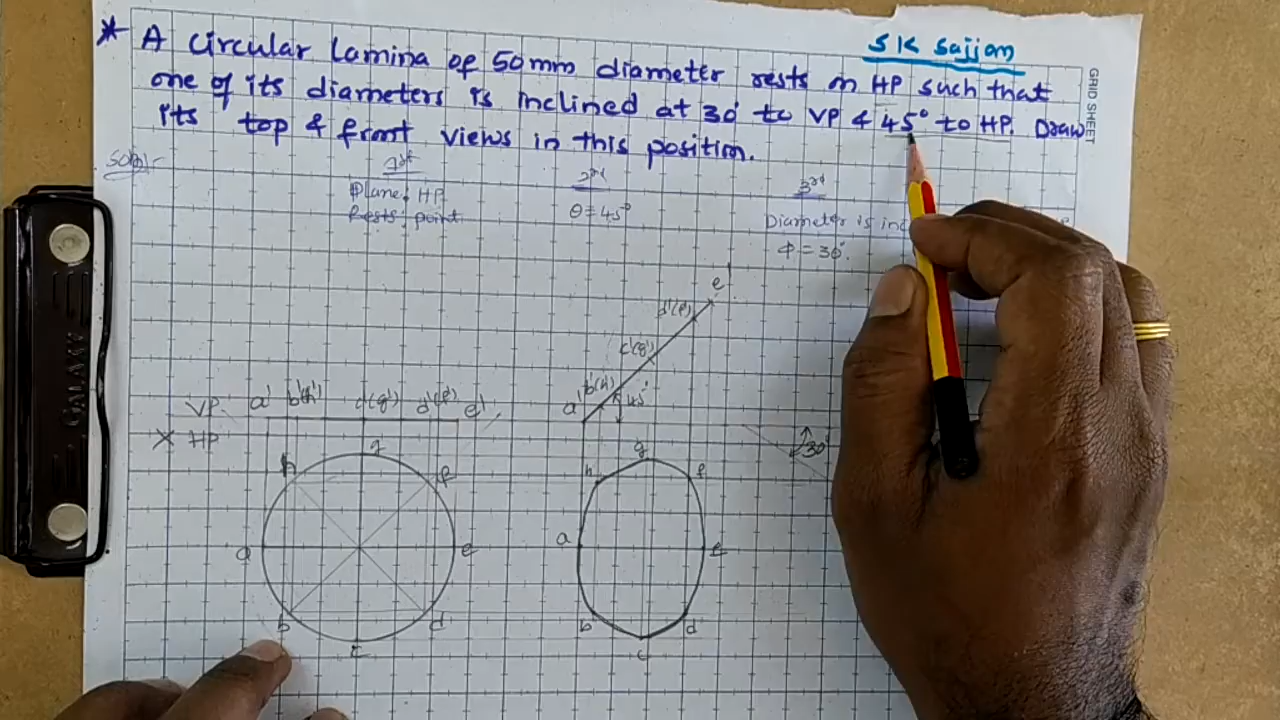 SK Sajjan
* A circular lamina of 50mm diameter rests on HP such that
one of its diameters is inclined at 30° to VP & 45° to HP. Draw
its top & front views in this position.
Soln:-
1st 2nd 3rd
Plane: HP
Rests: point θ = 45° Diameter is inc
Φ = 30°.
GRID SHEET
GALAXY
e'
d'(f')
c'(g')
b'(h') 45°
a'
VP a' b'(h') c'(g') d'(f') e'
X HP
30°
g g
h f h f
a e a e
b d b d
c c